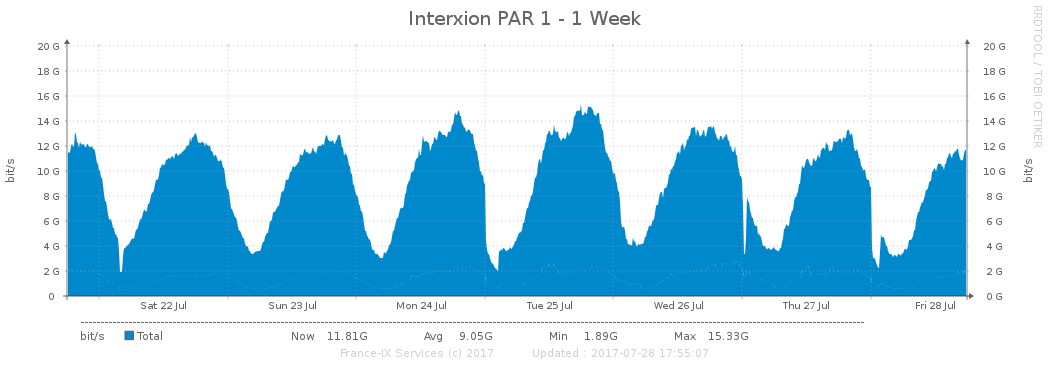 Interxion PAR 1 - 1 Week
RRDTOOL / TOBI OETIKER
20 G 20 G
18 G 18 G
16 G 16 G
14 G 14 G
12 G 12 G
10 G 10 G
8 G 8 G
6 G 6 G
4 G 4 G
2 G 2 G
0 0 G
bit/s
bit/s
Sat 22 Jul Sun 23 Jul Mon 24 Jul Tue 25 Jul Wed 26 Jul Thu 27 Jul Fri 28 Jul
bit/s Total Now 11.81G Avg 9.05G Min 1.89G Max 15.33G
France-IX Services (c) 2017 Updated : 2017-07-28 17:55:07